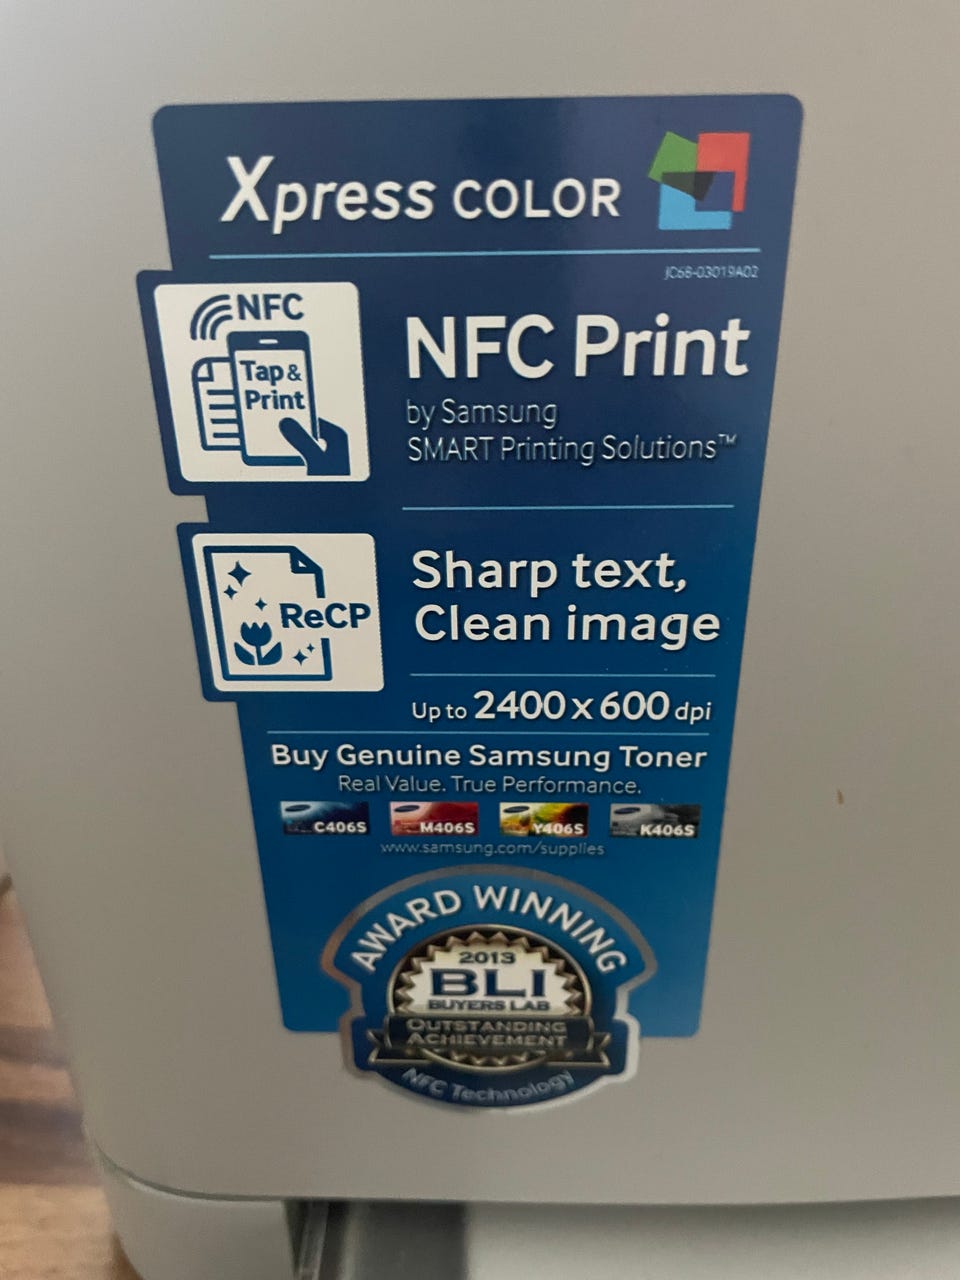 Xpress COLOR
JC68-03019A02
NFC
Tap &
Print
NFC Print
by Samsung
SMART Printing Solutions™
ReCP
Sharp text,
Clean image
Up to 2400 x 600 dpi
Buy Genuine Samsung Toner
Real Value. True Performance.
C406S M406S Y406S K406S
www.samsung.com/supplies
AWARD WINNING
2013
BLI
BUYERS LAB
OUTSTANDING
ACHIEVEMENT
NFC Technology